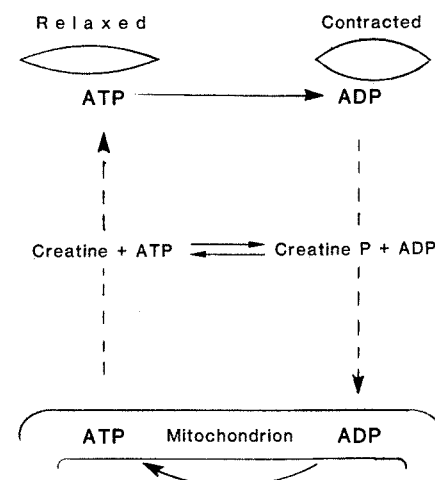 Relaxed Contracted
ATP ADP
Creatine + ATP Creatine P + ADP
ATP Mitochondrion ADP